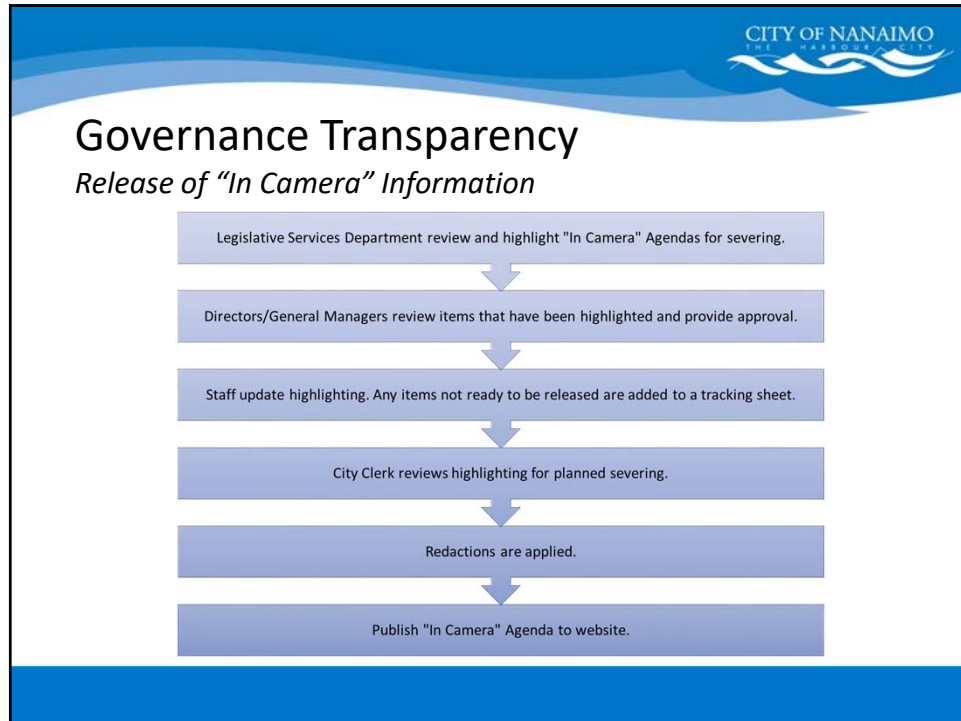 CITY OF NANAIMO
THE HARBOUR CITY
Governance Transparency
Release of “In Camera” Information
Legislative Services Department review and highlight "In Camera" Agendas for severing.
Directors/General Managers review items that have been highlighted and provide approval.
Staff update highlighting. Any items not ready to be released are added to a tracking sheet.
City Clerk reviews highlighting for planned severing.
Redactions are applied.
Publish "In Camera" Agenda to website.